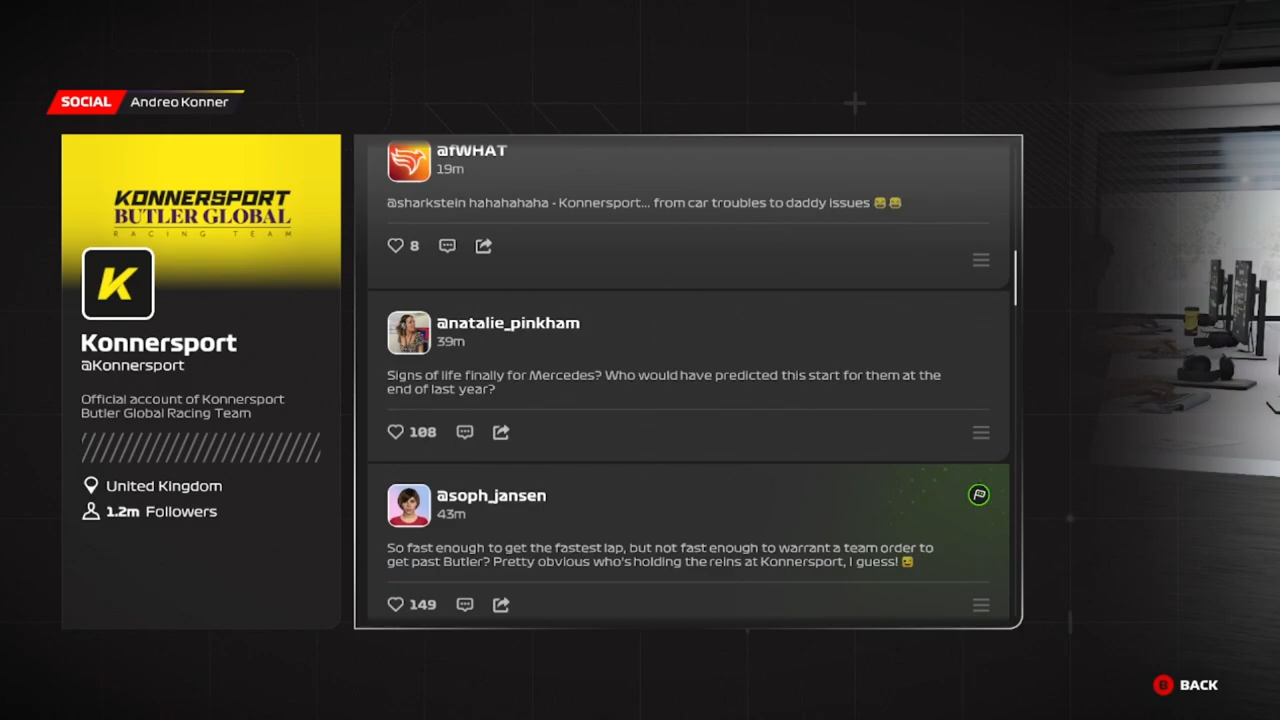 SOCIAL Andreo Konner
KONNERSPORT
BUTLER GLOBAL
RACING TEAM
K
Konnersport
@Konnersport
Official account of Konnersport
Butler Global Racing Team
United Kingdom
1.2m Followers
@fWHAT
19m
@sharkstein hahahahaha - Konnersport... from car troubles to daddy issues
8
@natalie_pinkham
39m
Signs of life finally for Mercedes? Who would have predicted this start for them at the
end of last year?
108
@soph_jansen
43m
So fast enough to get the fastest lap, but not fast enough to warrant a team order to
get past Butler? Pretty obvious who's holding the reins at Konnersport, I guess!
149
B BACK